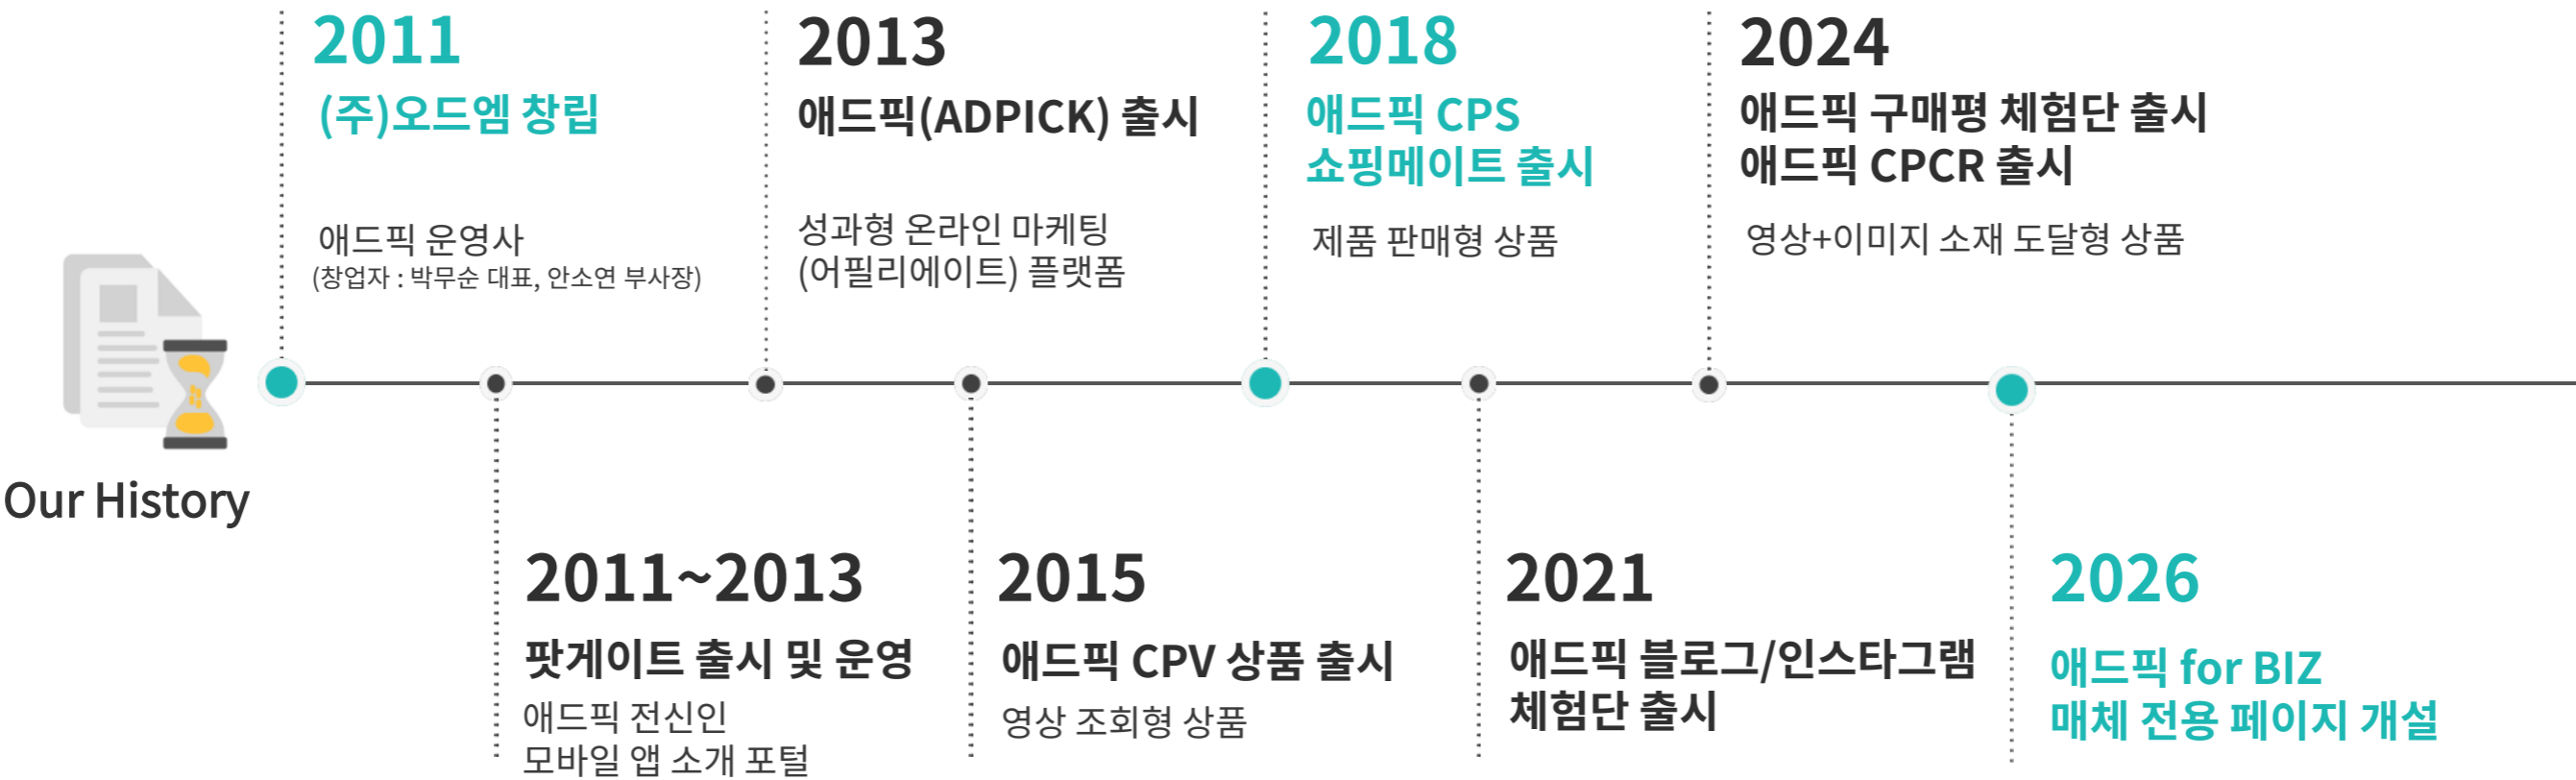 Our History
2011
(주)오드엠 창립
애드픽 운영사
(창업자 : 박무순 대표, 안소연 부사장)
2011~2013
팟게이트 출시 및 운영
애드픽 전신인
모바일 앱 소개 포털
2013
애드픽(ADPICK) 출시
성과형 온라인 마케팅
(어필리에이트) 플랫폼
2015
애드픽 CPV 상품 출시
영상 조회형 상품
2018
애드픽 CPS
쇼핑메이트 출시
제품 판매형 상품
2021
애드픽 블로그/인스타그램
체험단 출시
2024
애드픽 구매평 체험단 출시
애드픽 CPCR 출시
영상+이미지 소재 도달형 상품
2026
애드픽 for BIZ
매체 전용 페이지 개설